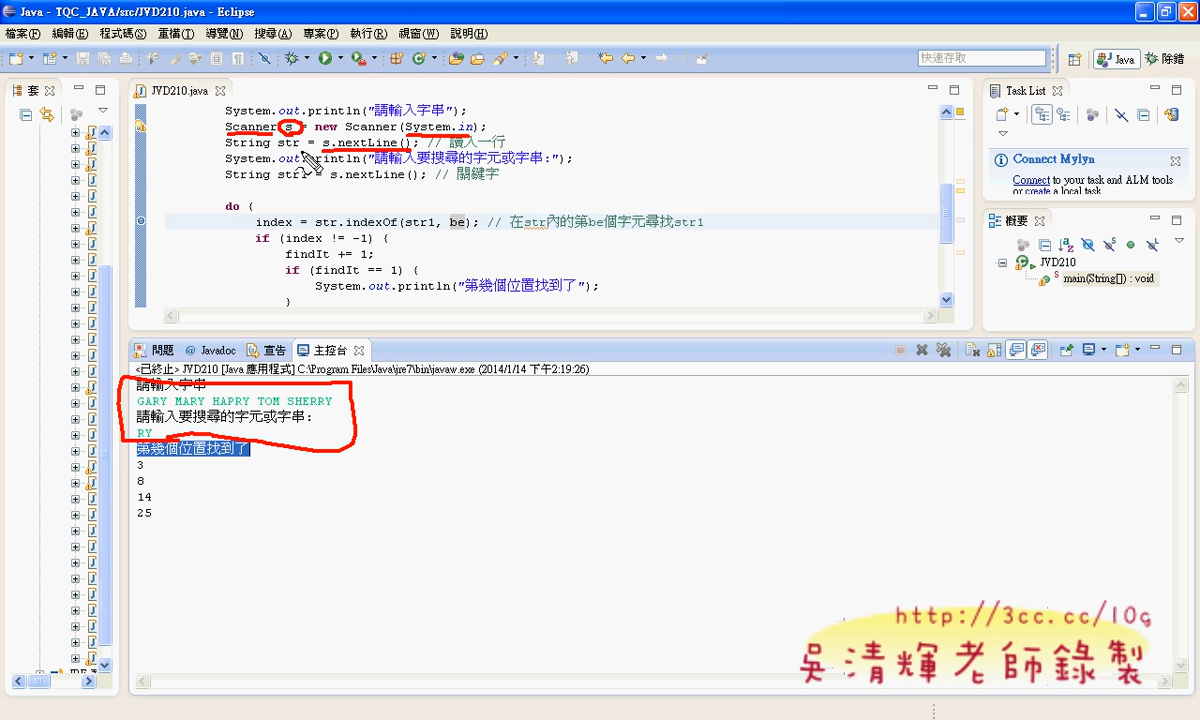 Java - TQC_JAVA/src/JVD210.java - Eclipse
檔案(F) 編輯(E) 程式碼(S) 重構(T) 導覽(N) 搜尋(A) 專案(P) 執行(R) 視窗(W) 說明(H)
快速存取
Java
除錯
套
JVD210.java
System.out.println("請輸入字串");
Scanner s = new Scanner(System.in);
String str = s.nextLine(); // 讀入一行
System.out.println("請輸入要搜尋的字元或字串:");
String str1 = s.nextLine(); // 關鍵字
do {
index = str.indexOf(str1, be); // 在str內的第be個字元尋找str1
if (index != -1) {
findIt += 1;
if (findIt == 1) {
System.out.println("第幾個位置找到了");
}
Task List
Connect Mylyn
Connect to your task and ALM tools
or create a local task
概要
JVD210
main(String[]) : void
問題 @ Javadoc 宣告 主控台
<已終止> JVD210 [Java 應用程式] C:\Program Files\Java\jre7\bin\javaw.exe (2014/1/14 下午2:19:26)
請輸入字串
GARY MARY HAPRY TOM SHERRY
請輸入要搜尋的字元或字串:
RY
第幾個位置找到了
3
8
14
25
http://3cc.cc/10g
吳清輝老師錄製